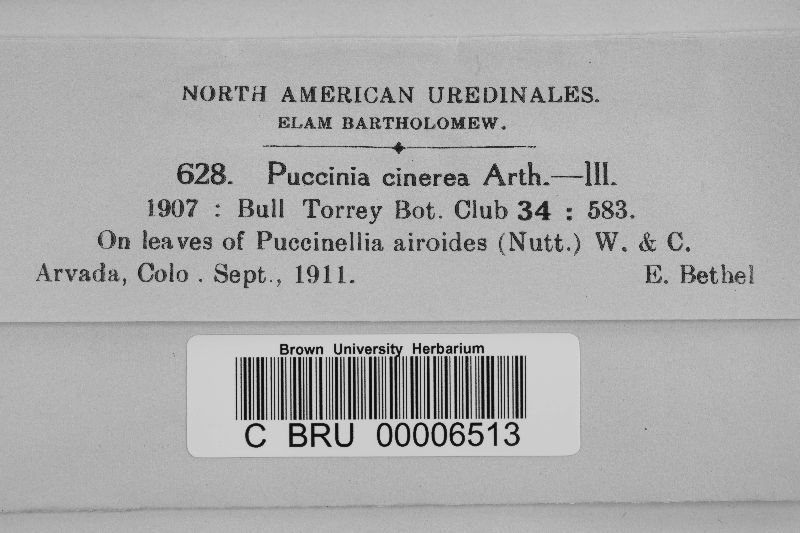 NORTH AMERICAN UREDINALES.
ELAM BARTHOLOMEW.
628. Puccinia cinerea Arth.—III.
1907 : Bull Torrey Bot. Club 34 : 583.
On leaves of Puccinellia airoides (Nutt.) W. & C.
Arvada, Colo . Sept., 1911. E. Bethel
Brown University Herbarium
C BRU 00006513